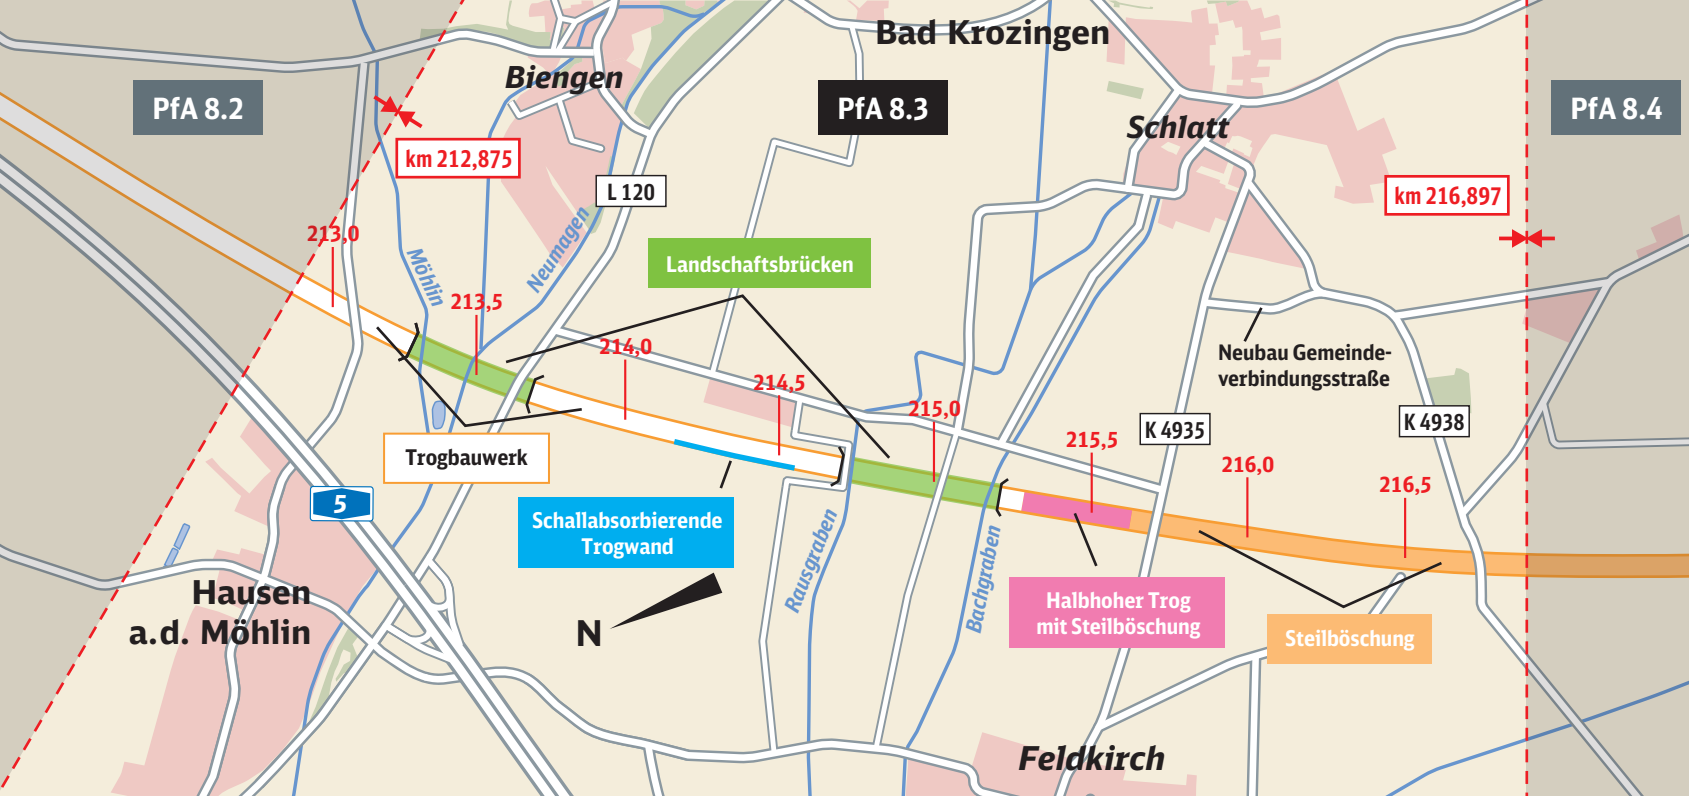 Bad Krozingen
Biengen
PfA 8.2
PfA 8.3
PfA 8.4
Schlatt
km 212,875
L 120
km 216,897
213,0
Möhlin
Neumagen
Landschaftsbrücken
213,5
214,0
214,5
Neubau Gemeinde-
verbindungsstraße
215,0
K 4935
K 4938
215,5
216,0
216,5
Trogbauwerk
5
Schallabsorbierende
Trogwand
Rausgraben
Bachgraben
Hausen
a.d. Möhlin
N
Halbhoher Trog
mit Steilböschung
Steilböschung
Feldkirch